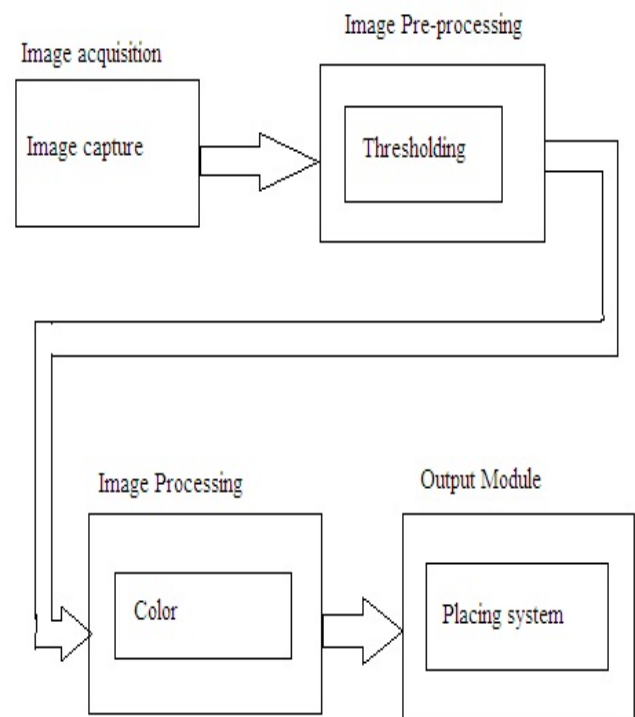 Image acquisition
Image capture
Image Pre-processing
Thresholding
Image Processing
Color
Output Module
Placing system